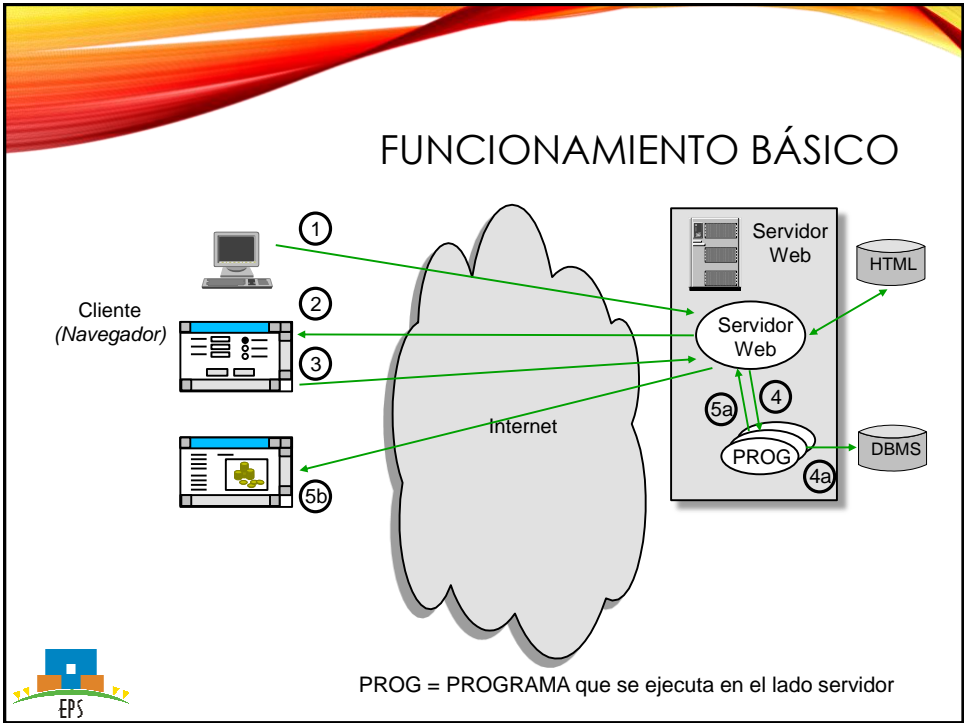 FUNCIONAMIENTO BÁSICO
1
Servidor
Web
HTML
Cliente
(Navegador)
2
Servidor
Web
3
4
5a
Internet
PROG
DBMS
4a
5b
PROG = PROGRAMA que se ejecuta en el lado servidor
EPS